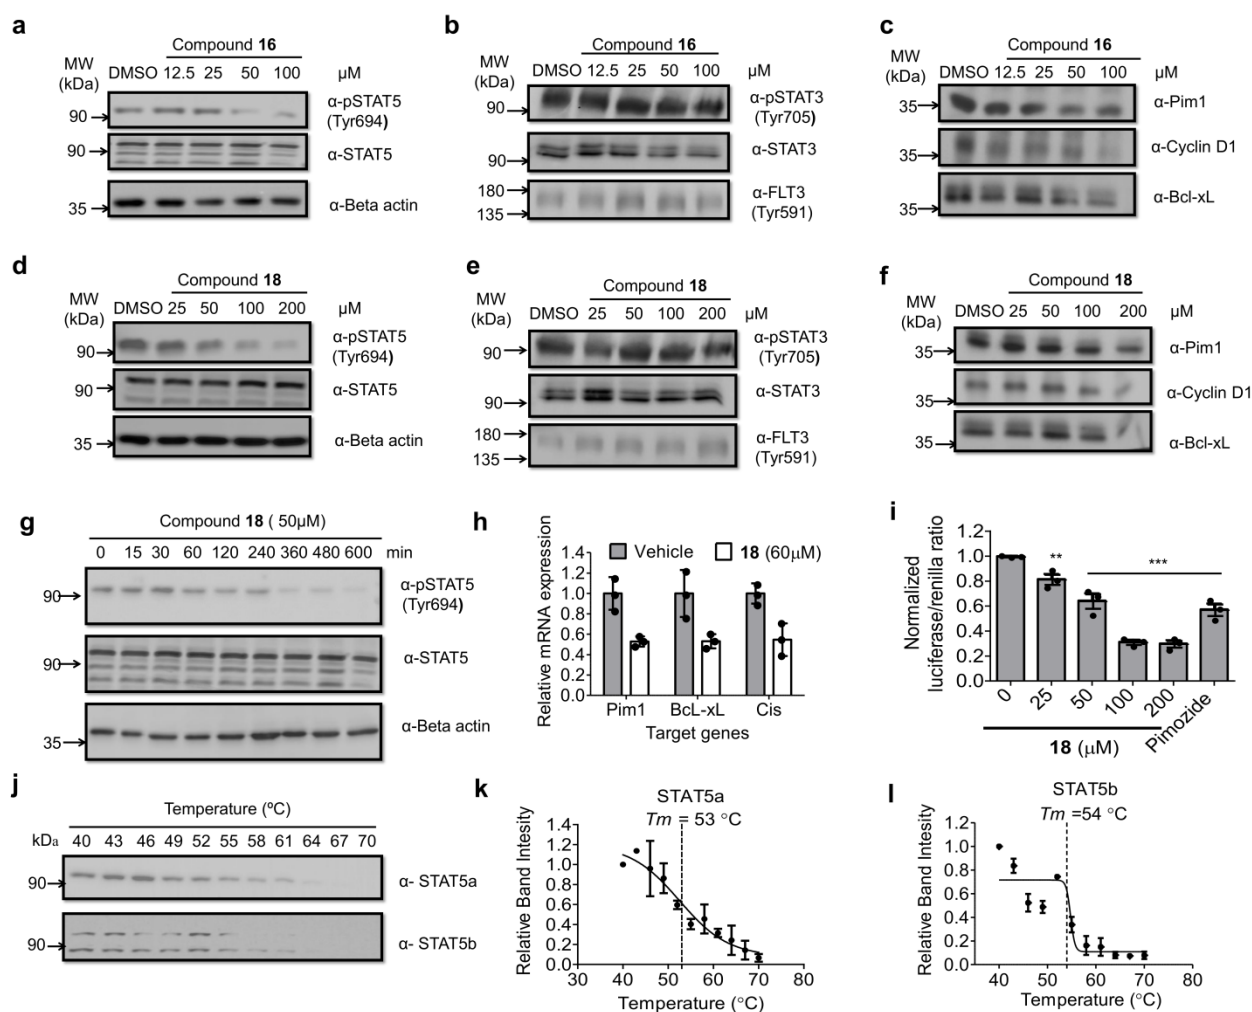 a
Compound 16
MW
(kDa)
DMSO 12.5 25 50 100 µM
90
α-pSTAT5
(Tyr694)
90
α-STAT5
35
α-Beta actin
b
Compound 16
MW
(kDa)
DMSO 12.5 25 50 100 µM
90
α-pSTAT3
(Tyr705)
90
α-STAT3
180
135
α-FLT3
(Tyr591)
c
Compound 16
MW
(kDa)
DMSO 12.5 25 50 100 µM
35
α-Pim1
35
α-Cyclin D1
35
α-Bcl-xL
d
Compound 18
MW
(kDa)
DMSO 25 50 100 200 µM
90
α-pSTAT5
(Tyr694)
90
α-STAT5
35
α-Beta actin
e
Compound 18
MW
(kDa)
DMSO 25 50 100 200 µM
90
α-pSTAT3
(Tyr705)
90
α-STAT3
180
135
α-FLT3
(Tyr591)
f
Compound 18
MW
(kDa)
DMSO 25 50 100 200 µM
35
α-Pim1
35
α-Cyclin D1
35
α-Bcl-xL
g
Compound 18 ( 50µM)
0 15 30 60 120 240 360 480 600 min
90
α-pSTAT5
(Tyr694)
90
α-STAT5
35
α-Beta actin
h
Relative mRNA expression
1.4
1.2
1.0
0.8
0.6
0.4
0.2
0.0
Vehicle 18 (60µM)
Pim1 BcL-xL Cis
Target genes
i
Normalized
luciferase/renilla ratio
1.2
1.0
0.8
0.6
0.4
0.2
0.0
**
***
0 25 50 100 200 Pimozide
18 (µM)
j
Temperature (ºC)
kDa 40 43 46 49 52 55 58 61 64 67 70
90
α- STAT5a
90
α- STAT5b
k
STAT5a
Tm = 53 °C
Relative Band Intesity
1.4
1.2
1.0
0.8
0.6
0.4
0.2
0.0
30 40 50 60 70 80
Temperature (°C)
l
STAT5b
Tm =54 °C
Relative Band Intesity
1.2
1.0
0.8
0.6
0.4
0.2
0.0
40 50 60 70 80
Temperature (°C)